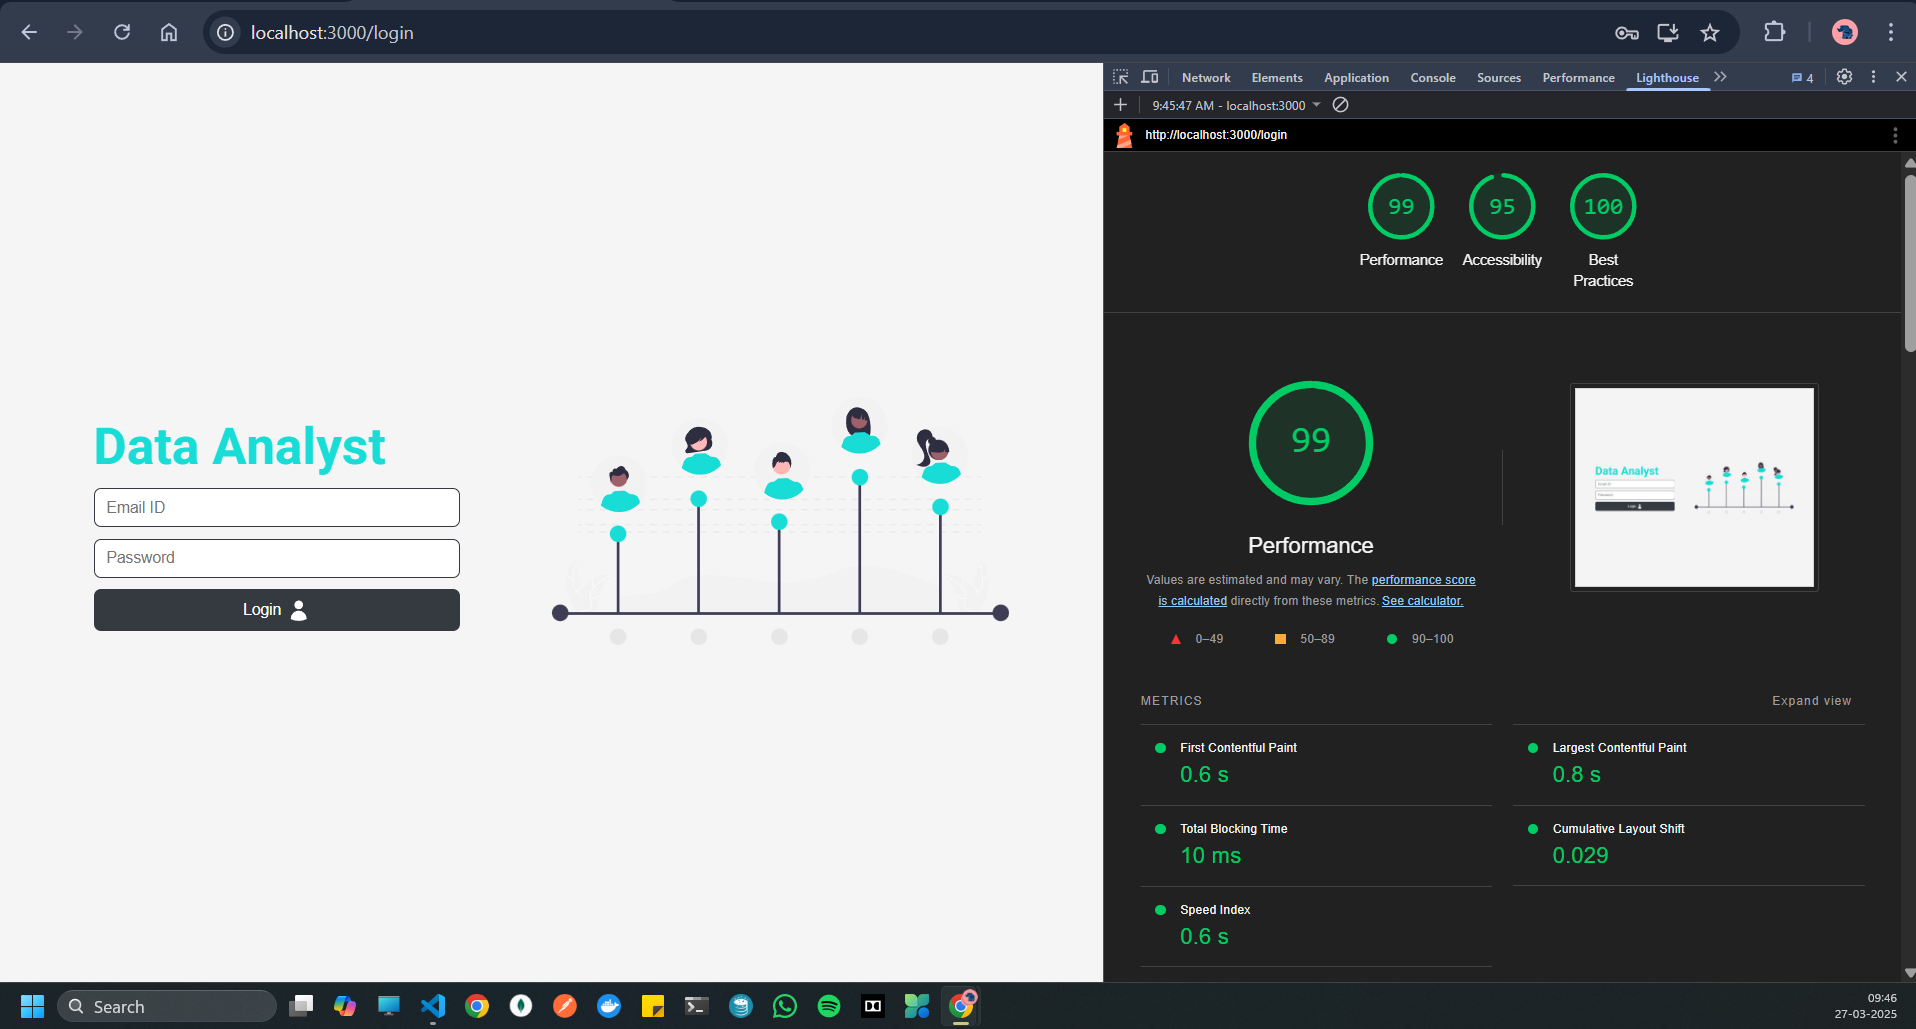 localhost:3000/login
Network Elements Application Console Sources Performance Lighthouse 4
9:45:47 AM - localhost:3000
http://localhost:3000/login
99 95 100
Performance Accessibility Best
Practices
Data Analyst
Email ID
Password
Login
99
Performance
Values are estimated and may vary. The performance score
is calculated directly from these metrics. See calculator.
0–49 50–89 90–100
Data Analyst
Email ID
Password
Login
METRICS Expand view
First Contentful Paint
0.6 s
Largest Contentful Paint
0.8 s
Total Blocking Time
10 ms
Cumulative Layout Shift
0.029
Speed Index
0.6 s
Search
09:46
27-03-2025